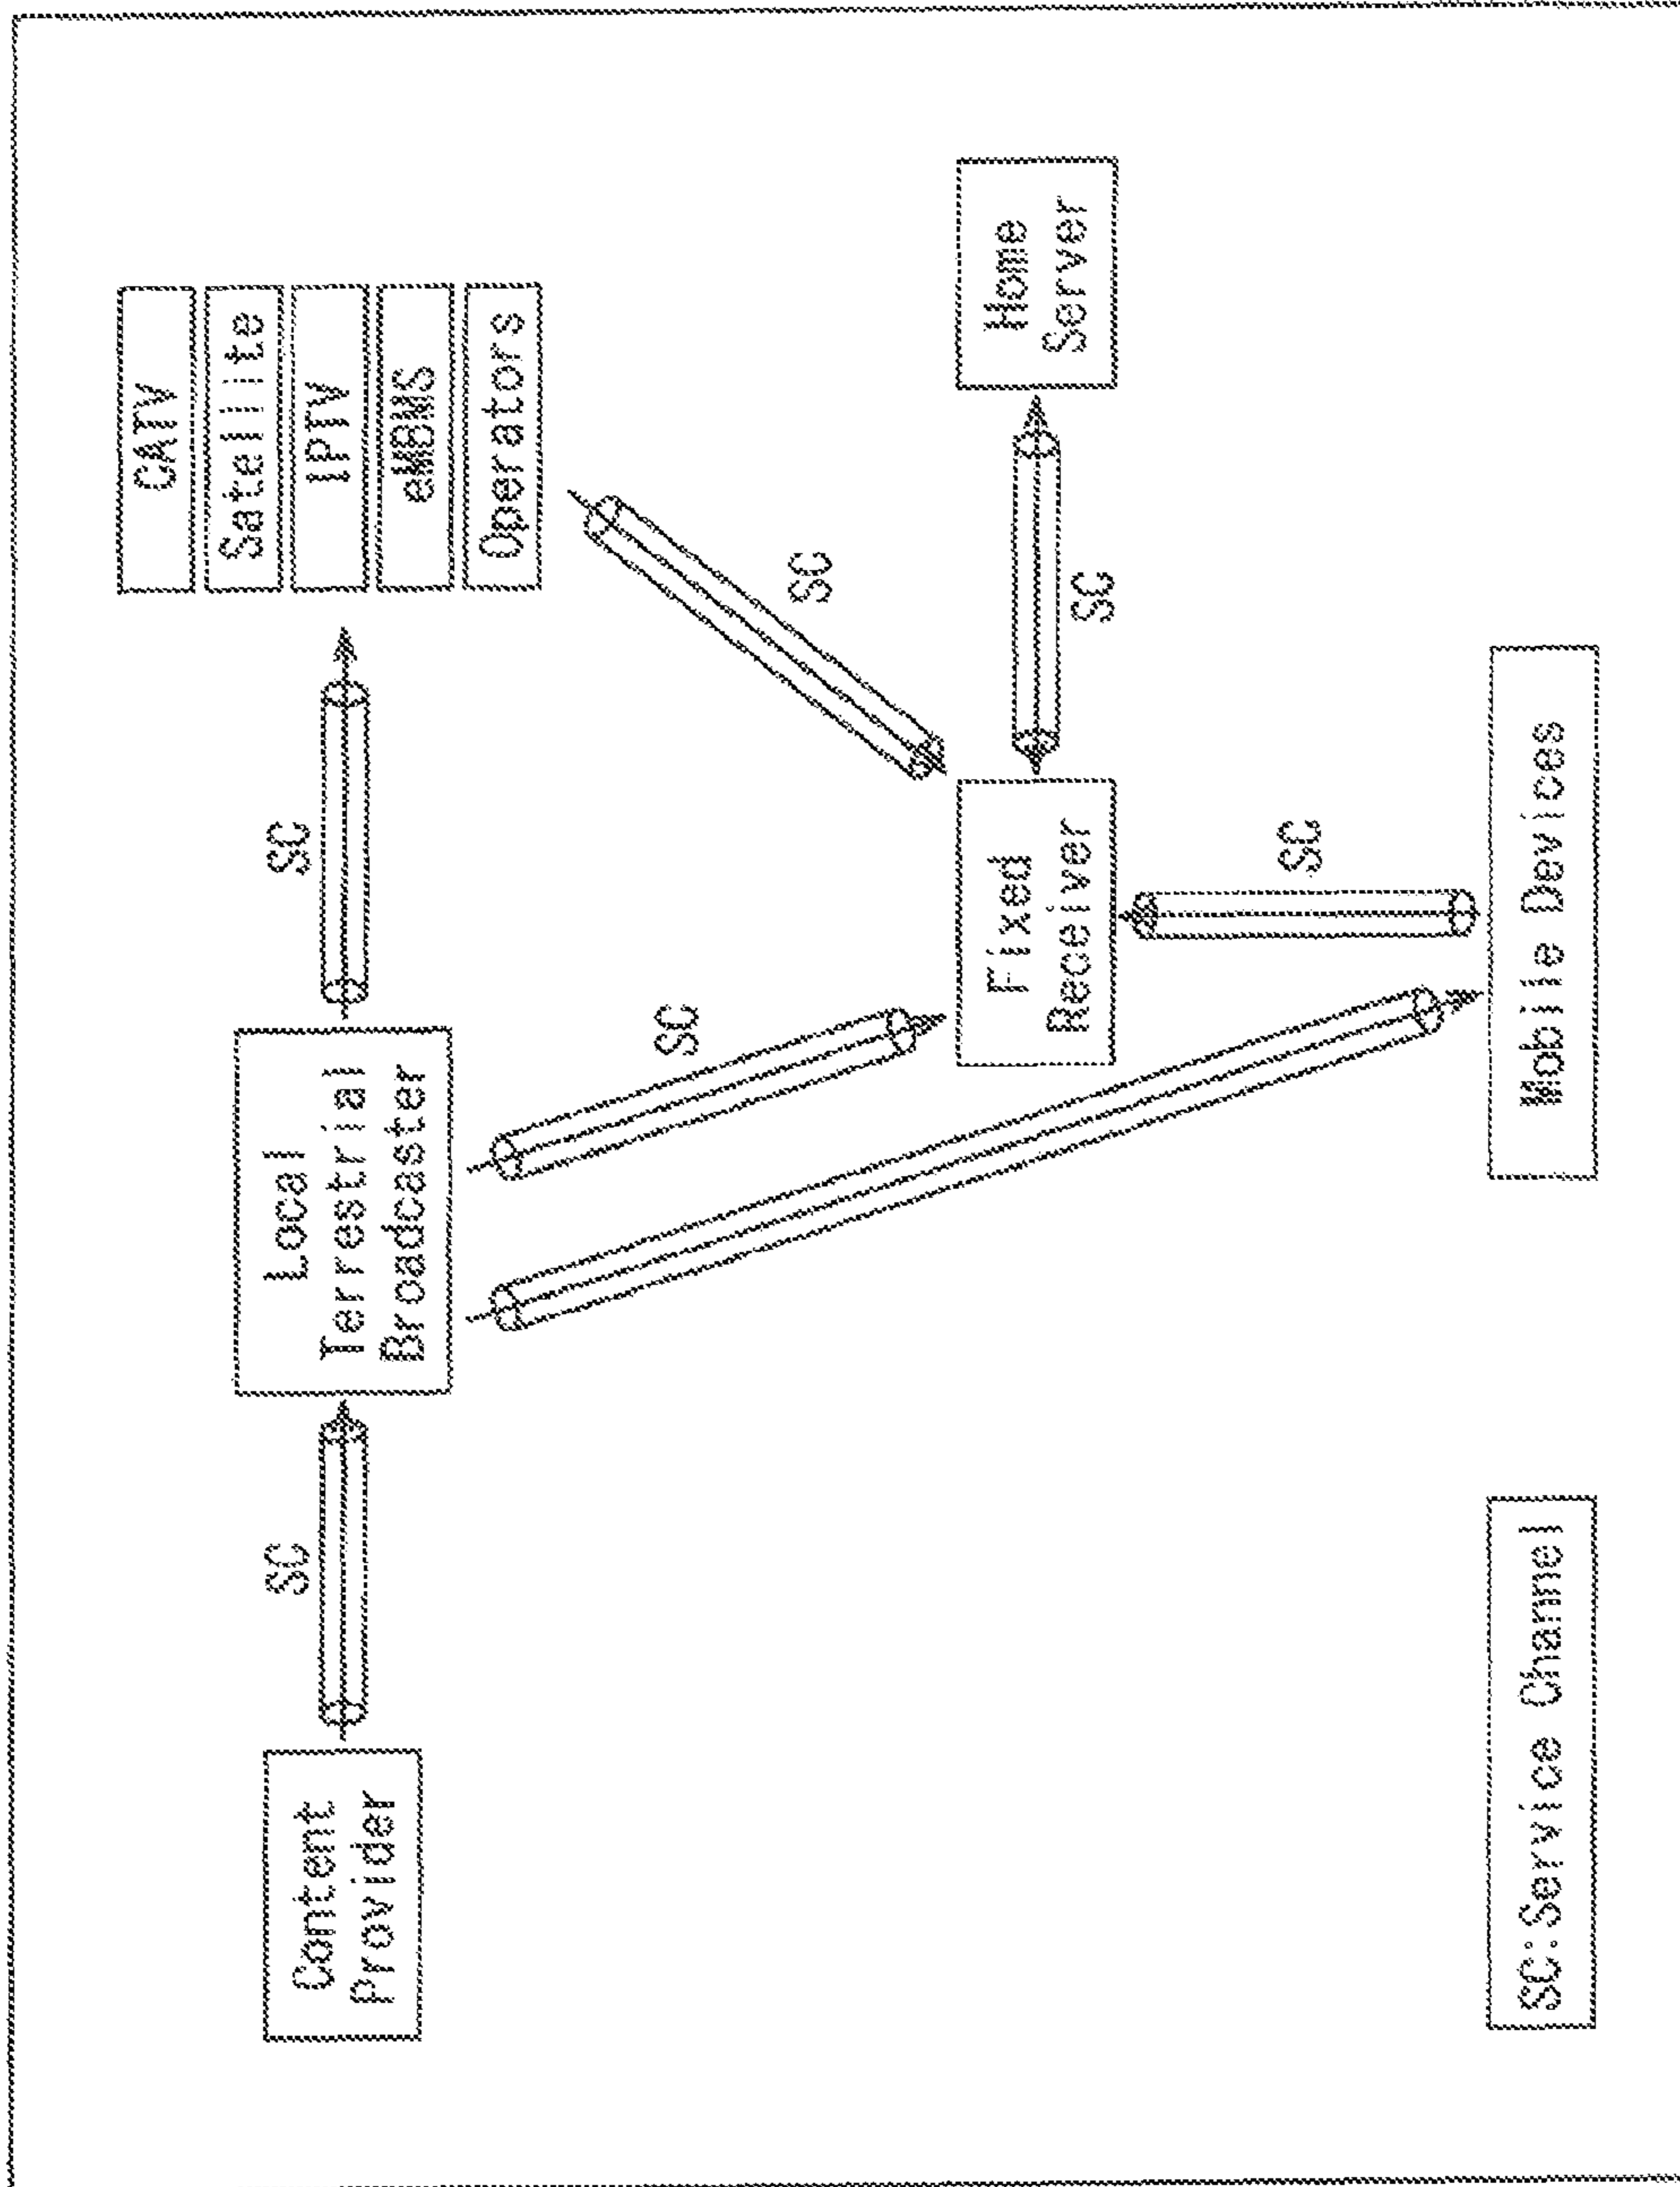 Content
Provider
SC
Local
Terrestrial
Broadcaster
SC
CATV
Satellite
IPTV
eMBMS
Operators
SC
SC
Fixed
Receiver
SC
Home
Server
SC
Mobile Devices
SC:Service Channel